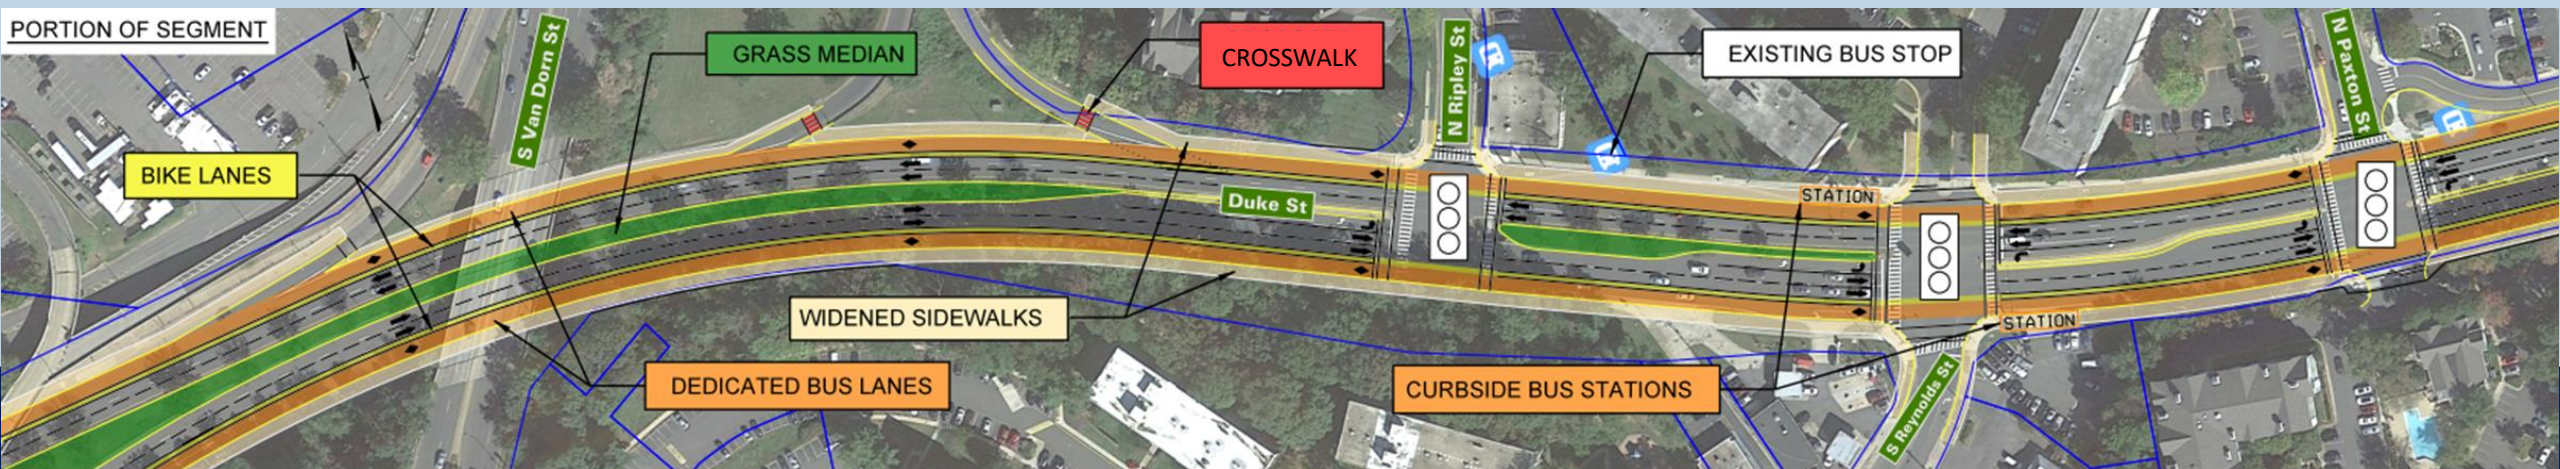 PORTION OF SEGMENT
S Van Dorn St
GRASS MEDIAN
CROSSWALK
N Ripley St
EXISTING BUS STOP
N Paxton St
BIKE LANES
Duke St
STATION
WIDENED SIDEWALKS
STATION
DEDICATED BUS LANES
CURBSIDE BUS STATIONS
S Reynolds St